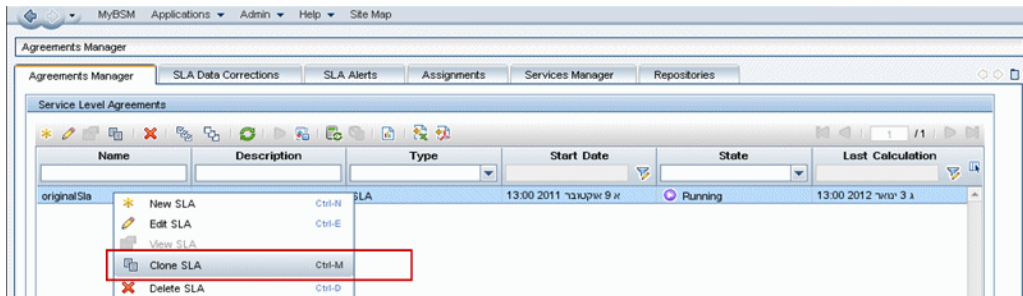 MyBSM Applications Admin Help Site Map
Agreements Manager
Agreements Manager SLA Data Corrections SLA Alerts Assignments Services Manager Repositories
Service Level Agreements
1 /1
Name Description Type Start Date State Last Calculation
originalSla SLA א 9 אוקטובר 2011 13:00 Running ג 3 ינואר 2012 13:00
New SLA Ctrl-N
Edit SLA Ctrl-E
View SLA
Clone SLA Ctrl-M
Delete SLA Ctrl-D